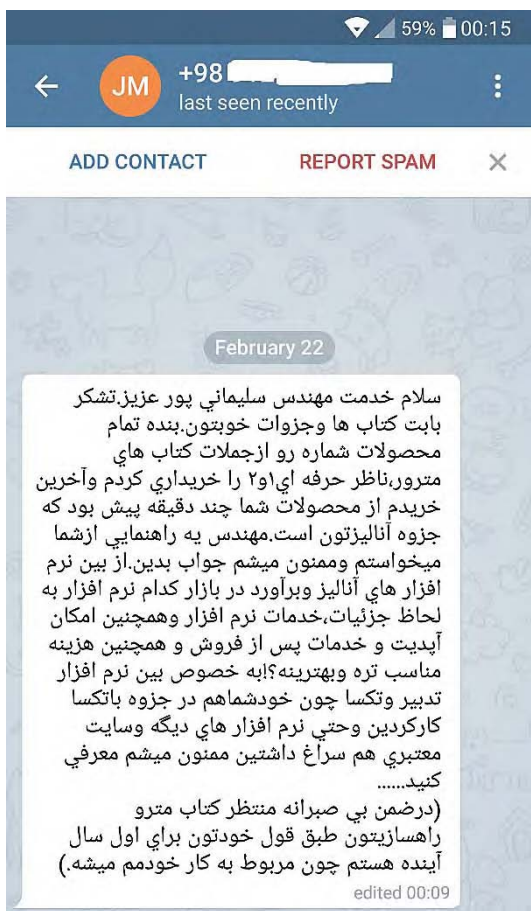 59% 00:15
JM
+98
last seen recently
ADD CONTACT REPORT SPAM
February 22
سلام خدمت مهندس سليماني پور عزيز.تشكر
بابت كتاب ها وجزوات خوبتون.بنده تمام
محصولات شماره رو ازجملات كتاب هاي
مترور،ناظر حرفه اي۱و۲ را خريداري كردم وآخرين
خريدم از محصولات شما چند دقيقه پيش بود كه
جزوه آناليزتون است.مهندس يه راهنمايي ازشما
ميخواستم وممنون ميشم جواب بدين.از بين نرم
افزار هاي آناليز وبرآورد در بازار كدام نرم افزار به
لحاظ جزئيات،خدمات نرم افزار وهمچنين امكان
آپديت و خدمات پس از فروش و همچنين هزينه
مناسب تره وبهترينه؟!به خصوص بين نرم افزار
تدبير وتكسا چون خودشماهم در جزوه باتكسا
كاركردين وحتي نرم افزار هاي ديگه وسايت
معتبري هم سراغ داشتين ممنون ميشم معرفي
كنيد......
(درضمن بي صبرانه منتظر كتاب مترو
راهسازيتون طبق قول خودتون براي اول سال
آينده هستم چون مربوط به كار خودمم ميشه.)
edited 00:09